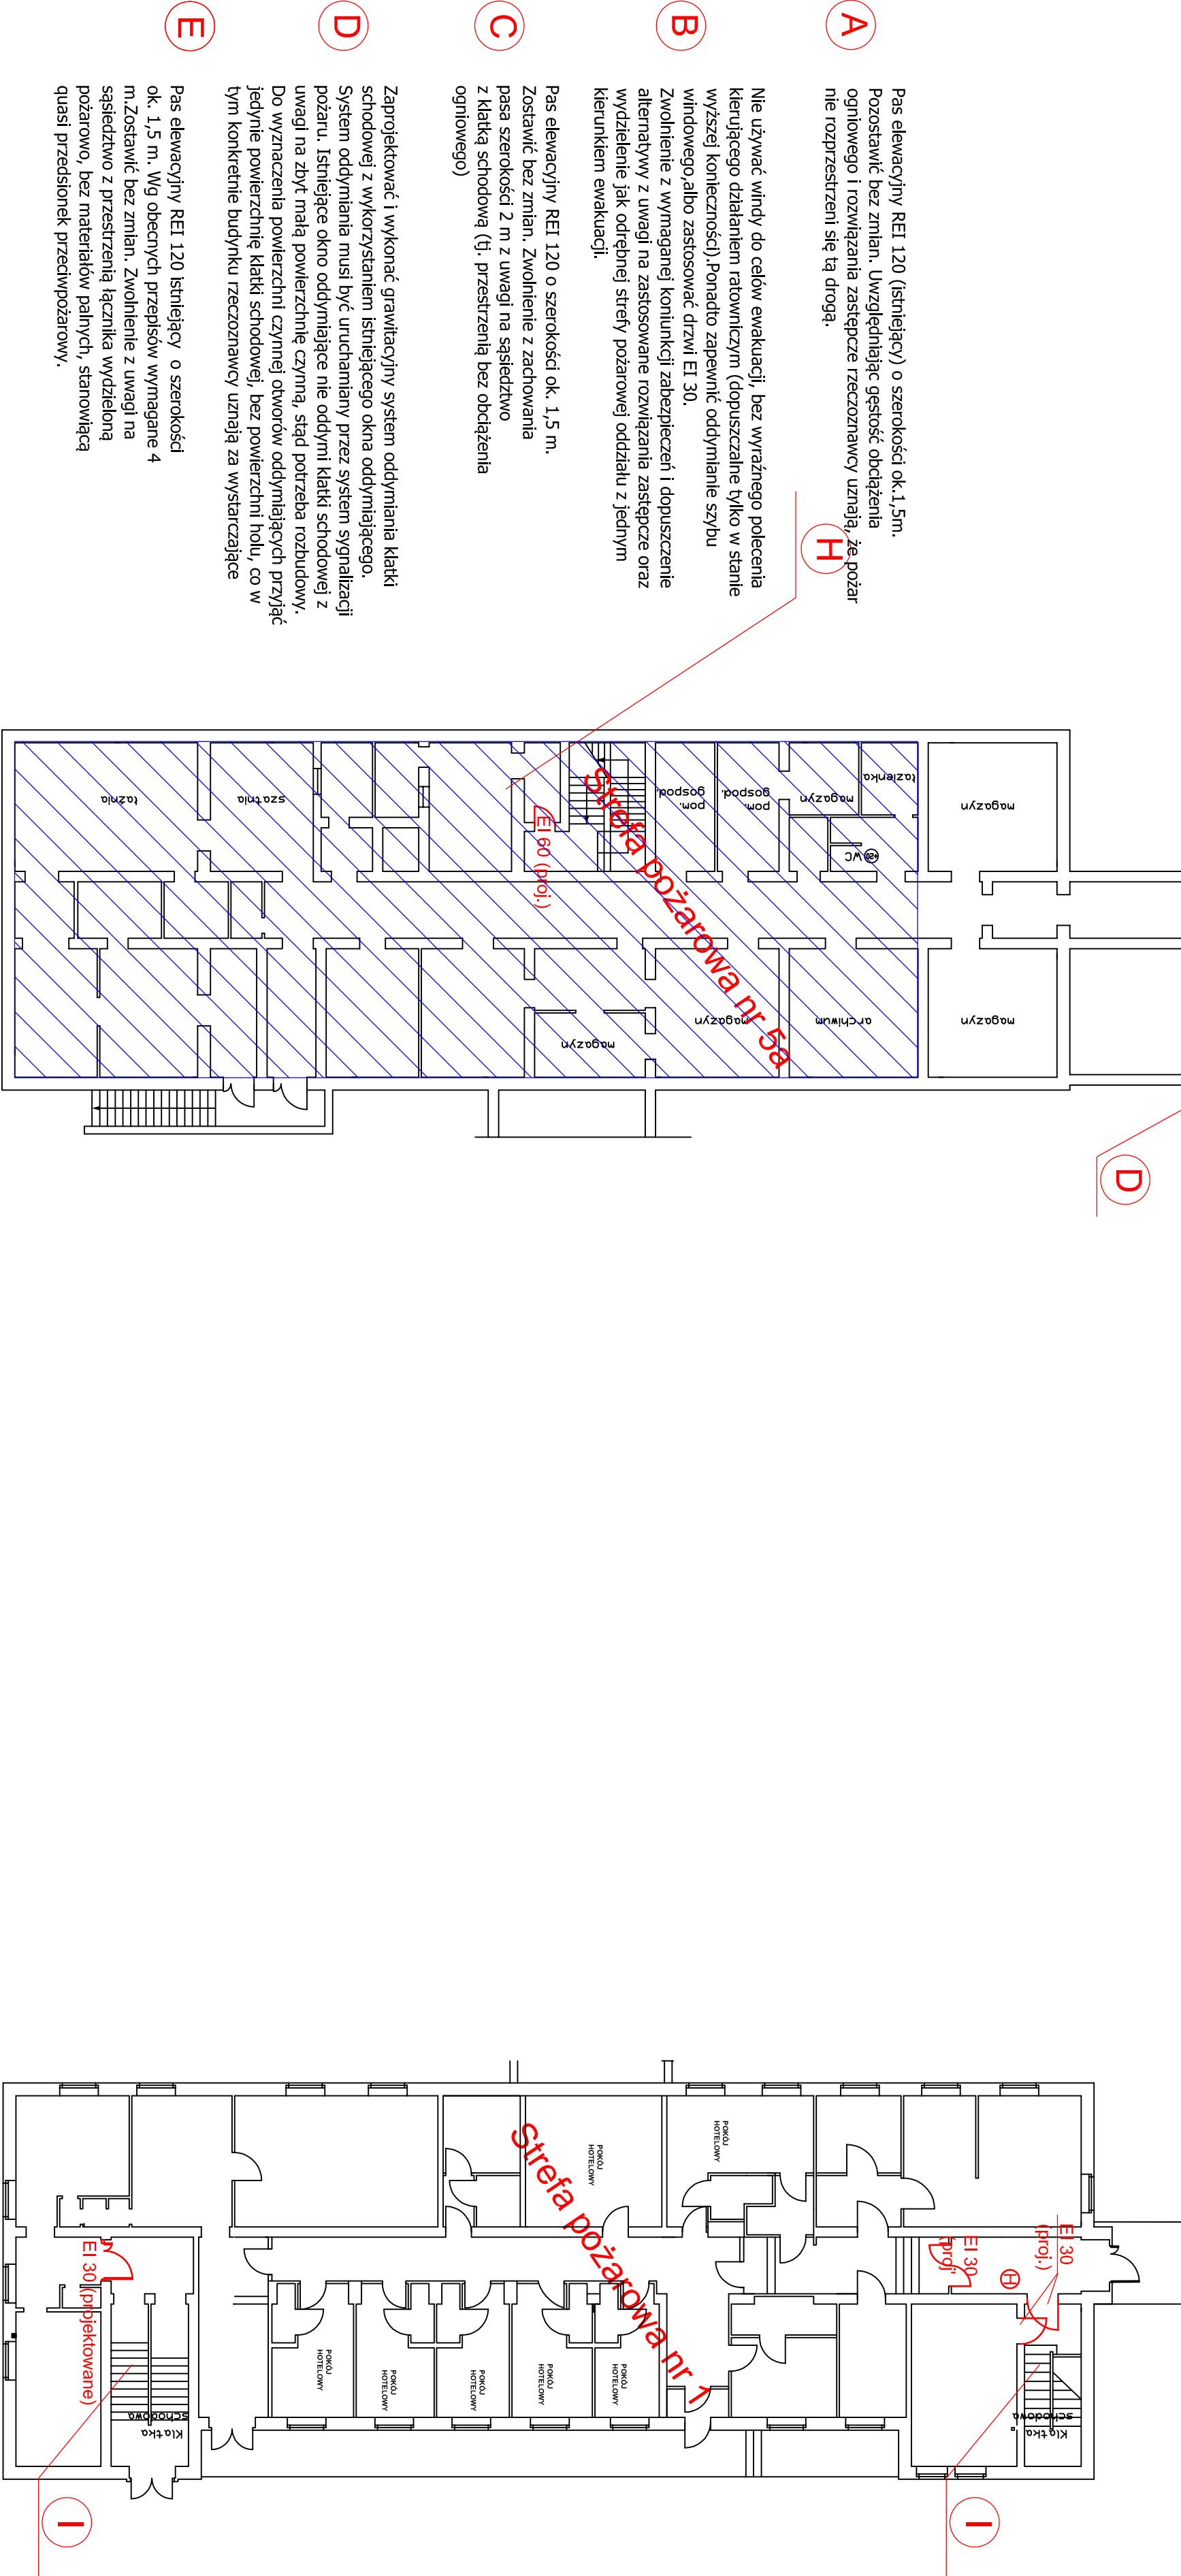 A
Pas elewacyjny REI 120 (istniejący) o szerokości ok.1,5m.
Pozostawić bez zmian. Uwzględniając gęstość obciążenia
ogniowego i rozwiązania zastępcze rzeczoznawcy uznają, że pożar
nie rozprzestrzeni się tą drogą.
B
Nie używać windy do celów ewakuacji, bez wyraźnego polecenia
kierującego działaniem ratowniczym (dopuszczalne tylko w stanie
wyższej konieczności).Ponadto zapewnić oddymianie szybu
windowego,albo zastosować drzwi EI 30.
Zwolnienie z wymaganej koniunkcji zabezpieczeń i dopuszczenie
alternatywy z uwagi na zastosowane rozwiązania zastępcze oraz
wydzielenie jak odrębnej strefy pożarowej oddziału z jednym
kierunkiem ewakuacji.
C
Pas elewacyjny REI 120 o szerokości ok. 1,5 m.
Zostawić bez zmian. Zwolnienie z zachowania
pasa szerokości 2 m z uwagi na sąsiedztwo
z klatką schodową (tj. przestrzenią bez obciążenia
ogniowego)
D
Zaprojektować i wykonać grawitacyjny system oddymiania klatki
schodowej z wykorzystaniem istniejącego okna oddymiającego.
System oddymiania musi być uruchamiany przez system sygnalizacji
pożaru. Istniejące okno oddymiające nie oddymi klatki schodowej z
uwagi na zbyt małą powierzchnię czynną, stąd potrzeba rozbudowy.
Do wyznaczenia powierzchni czynnej otworów oddymiających przyjąć
jedynie powierzchnię klatki schodowej, bez powierzchni holu, co w
tym konkretnie budynku rzeczoznawcy uznają za wystarczające
E
Pas elewacyjny REI 120 istniejący o szerokości
ok. 1,5 m. Wg obecnych przepisów wymagane 4
m.Zostawić bez zmian. Zwolnienie z uwagi na
sąsiedztwo z przestrzenią łącznika wydzieloną
pożarowo, bez materiałów palnych, stanowiącą
quasi przedsionek przeciwpożarowy.
H
magazyn
łazienka
magazyn
WC
pom.
gospod.
pom.
gospod.
Strefa pożarowa nr 5a
EI 60 (proj.)
szatnia
łaźnia
magazyn
archiwum
magazyn
magazyn
D
POKÓJ
HOTELOWY
POKÓJ
HOTELOWY
Strefa pożarowa nr 1
EI 30
(proj.)
EI 30
(proj
H
EI 30 (projektowane)
POKÓJ
HOTELOWY
POKÓJ
HOTELOWY
POKÓJ
HOTELOWY
POKÓJ
HOTELOWY
POKÓJ
HOTELOWY
Klatka
schodowa
Klatka
schodowa
I
I